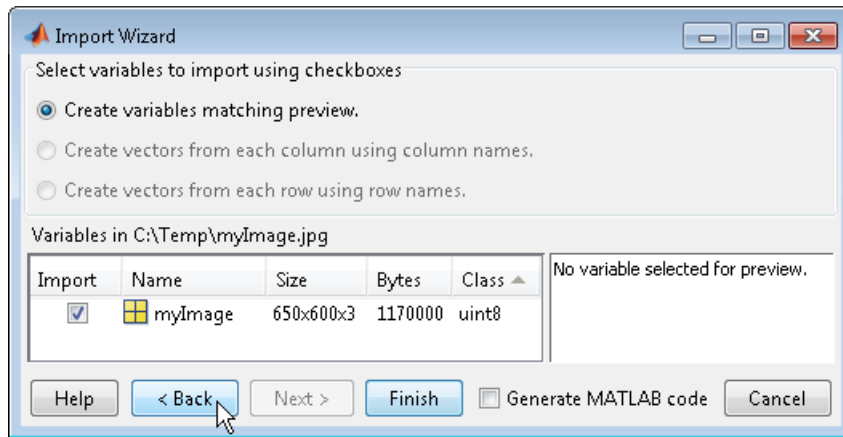 Import Wizard
Select variables to import using checkboxes
Create variables matching preview.
Create vectors from each column using column names.
Create vectors from each row using row names.
Variables in C:\Temp\myImage.jpg
Import Name Size Bytes Class
myImage 650x600x3 1170000 uint8
No variable selected for preview.
Help < Back Next > Finish Generate MATLAB code Cancel